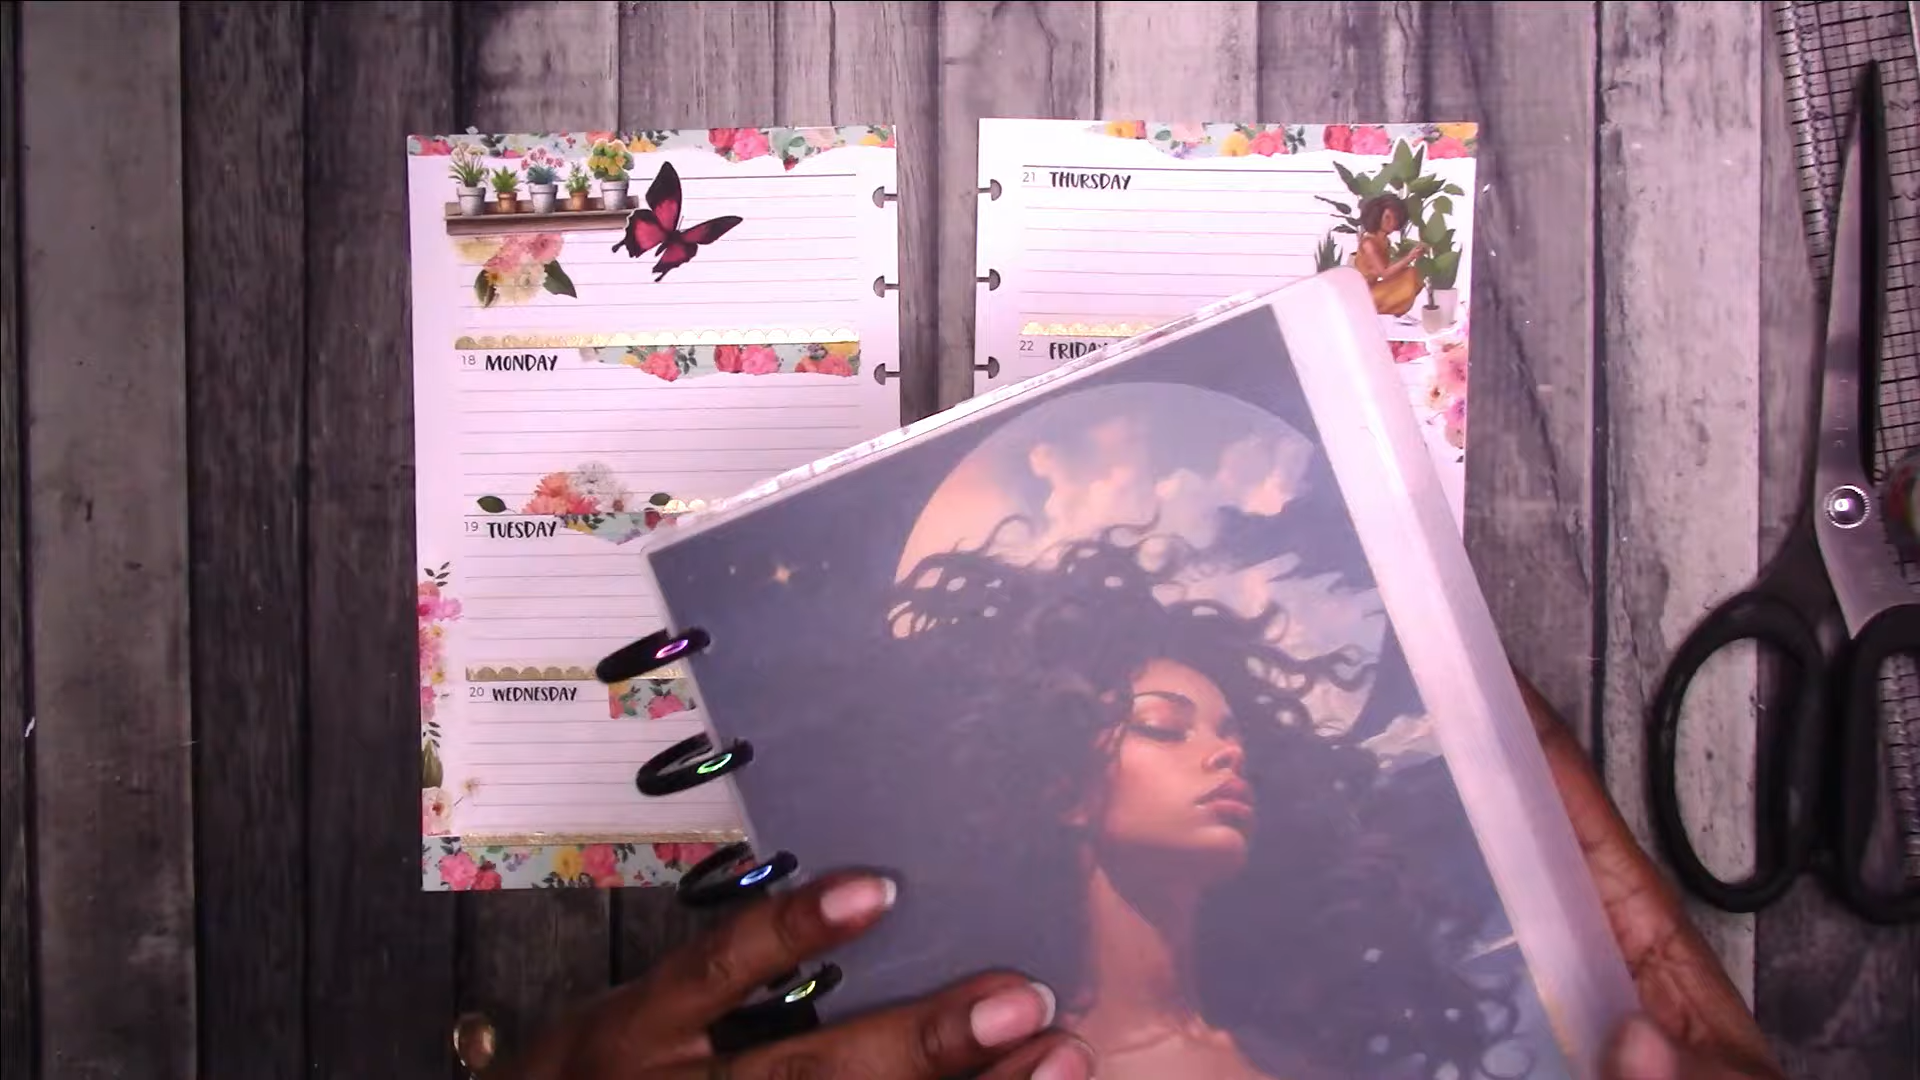 18 MONDAY
19 TUESDAY
20 WEDNESDAY
21 THURSDAY
22 FRIDAY